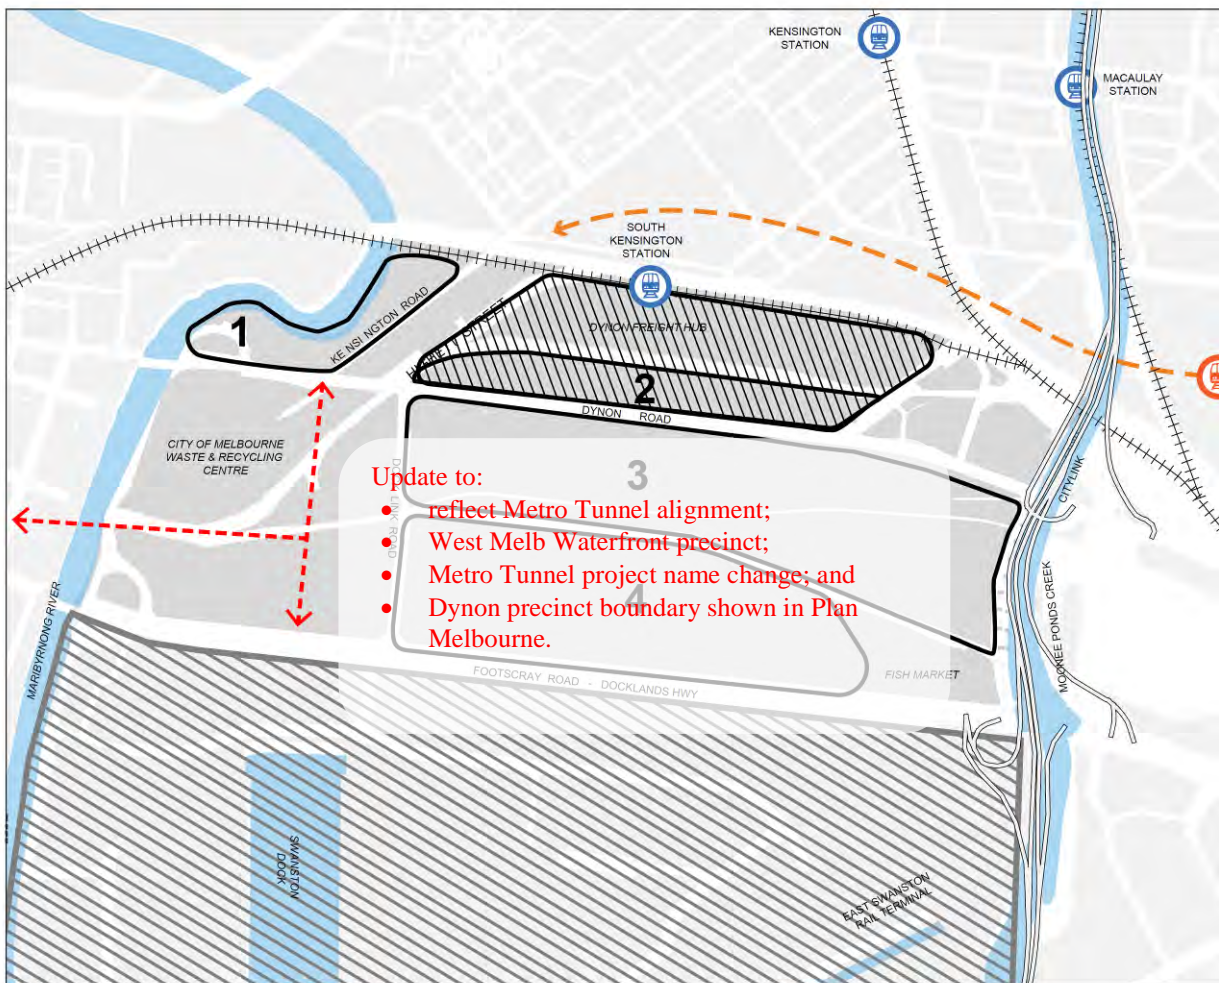 KENSINGTON
STATION
MACAULAY
STATION
SOUTH
KENSINGTON
STATION
1
KENSINGTON ROAD
STREET
DYNON FREIGHT HUB
2
DYNON ROAD
CITY OF MELBOURNE
WASTE & RECYCLING
CENTRE
3
CITYLINK
Update to:
• reflect Metro Tunnel alignment;
• West Melb Waterfront precinct;
• Metro Tunnel project name change; and
• Dynon precinct boundary shown in Plan
Melbourne.
LINK ROAD
4
MARIBYRNONG RIVER
MOONEE PONDS CREEK
FOOTSCRAY ROAD - DOCKLANDS HWY
FISH MARKET
SWANSTON
DOCK
EAST SWANSTON
RAIL TERMINAL